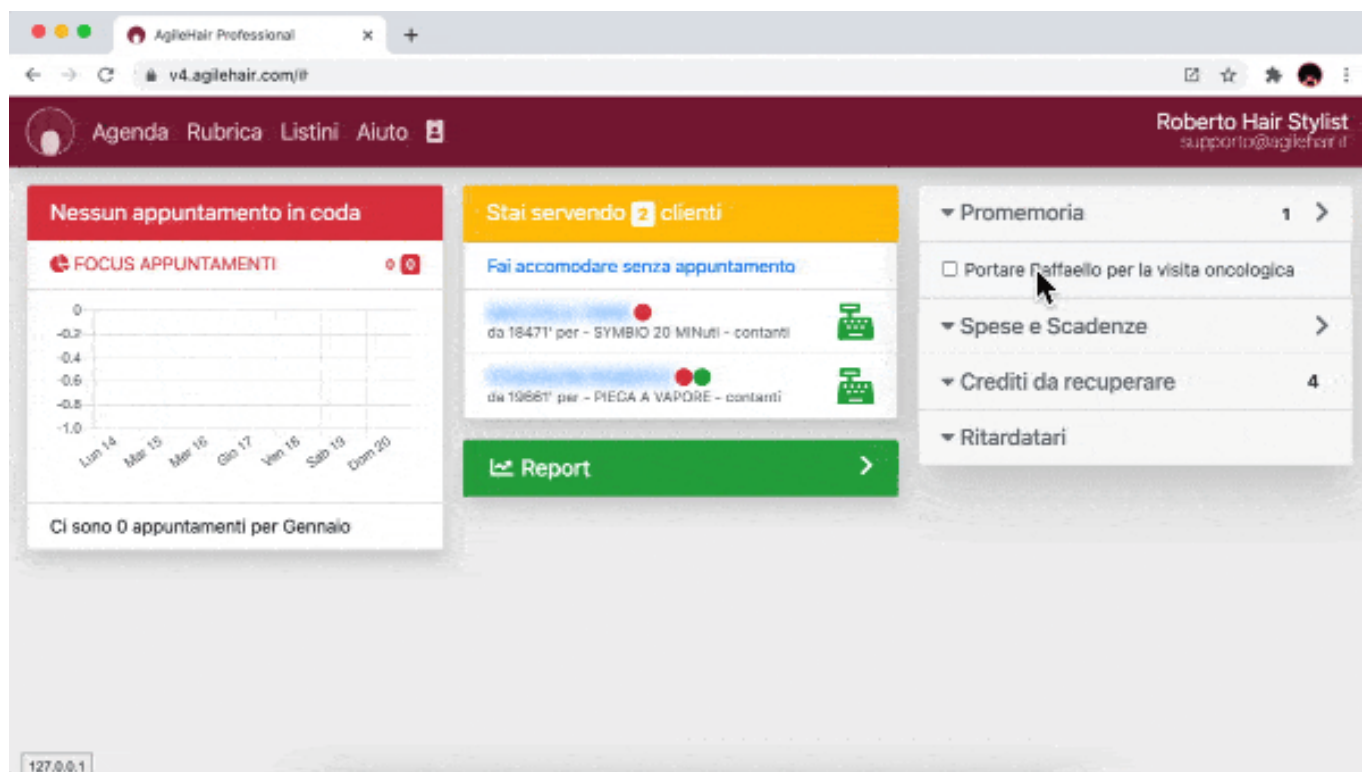 AgileHair Professional
v4.agilehair.com/#
Agenda Rubrica Listini Aiuto
Roberto Hair Stylist
supporto@agilehair.it
Nessun appuntamento in coda
FOCUS APPUNTAMENTI 0 0
0
-0.2
-0.4
-0.6
-0.8
-1.0
Lun 14 Mar 15 Mer 16 Gio 17 Ven 18 Sab 19 Dom 20
Ci sono 0 appuntamenti per Gennaio
Stai servendo 2 clienti
Fai accomodare senza appuntamento
da 18471' per - SYMBIO 20 MINuti - contanti
da 19661' per - PIEGA A VAPORE - contanti
Report
Promemoria 1
Portare Raffaello per la visita oncologica
Spese e Scadenze
Crediti da recuperare 4
Ritardatari
127.0.0.1